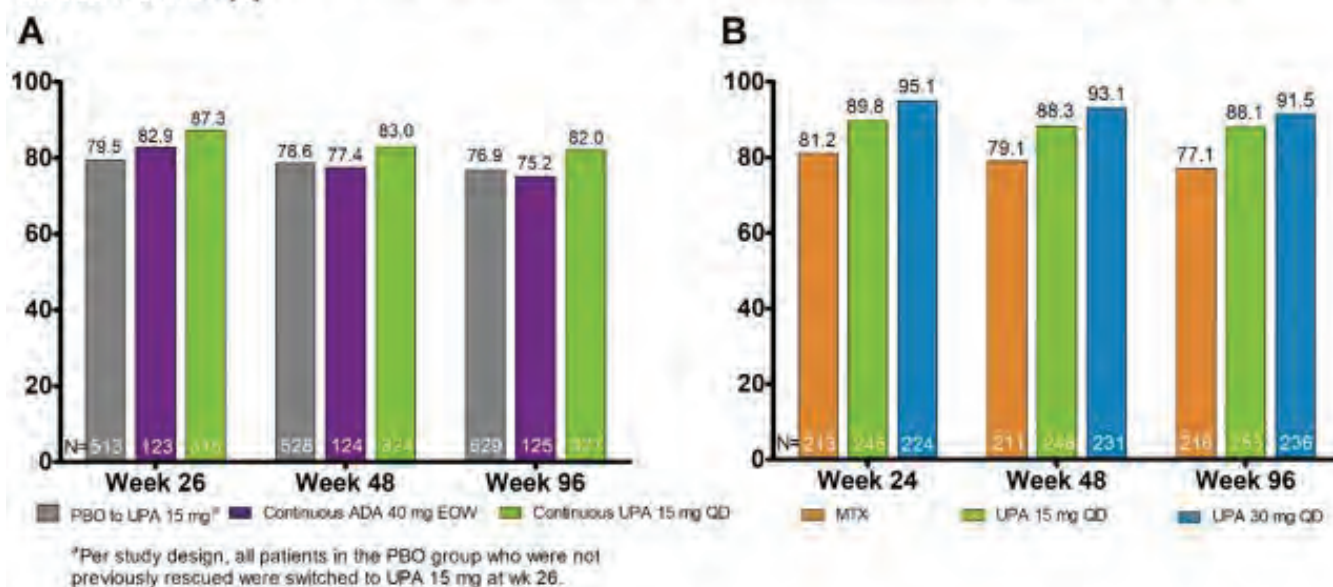 A
100
80
60
40
20
0
79.5
82.9
87.3
78.6
77.4
83.0
76.9
75.2
82.0
N= 513 123
528 124 324
125 327
Week 26 Week 48 Week 96
PBO to UPA 15 mgª Continuous ADA 40 mg EOW Continuous UPA 15 mg QD
ªPer study design, all patients in the PBO group who were not
previously rescued were switched to UPA 15 mg at wk 26.
B
100
80
60
40
20
0
81.2
89.8
95.1
79.1
88.3
93.1
77.1
88.1
91.5
N= 213 224
211 248 231
216 236
Week 24 Week 48 Week 96
MTX UPA 15 mg QD UPA 30 mg QD